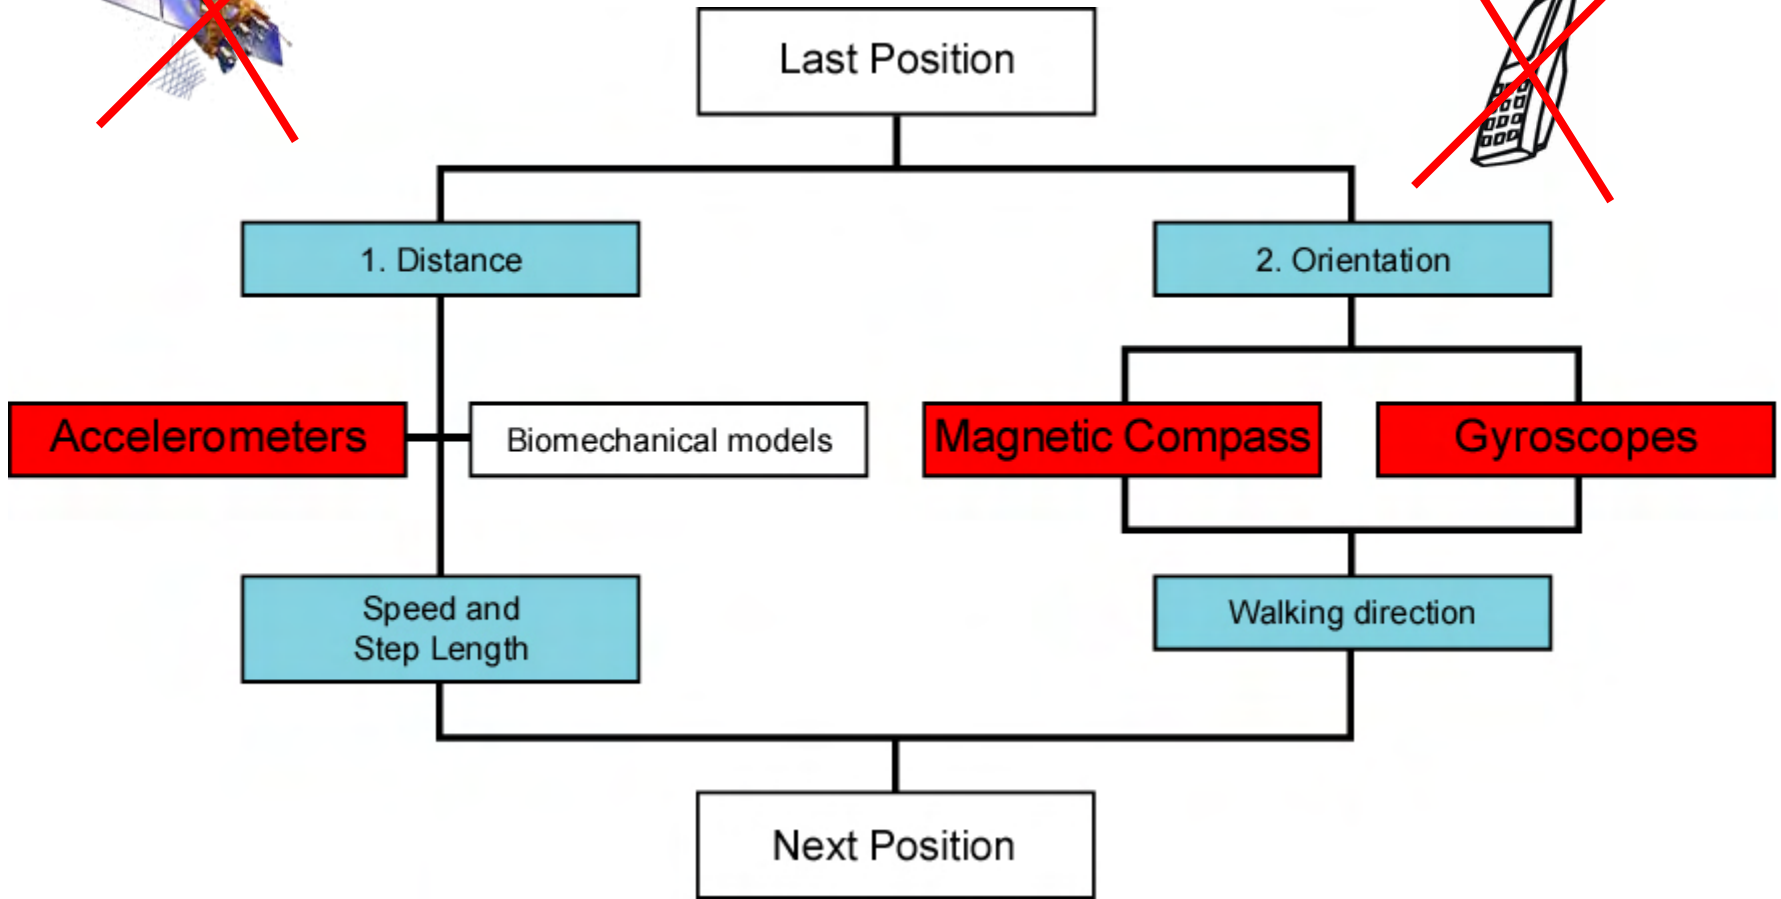 Last Position
1. Distance
2. Orientation
Accelerometers
Biomechanical models
Magnetic Compass
Gyroscopes
Speed and
Step Length
Walking direction
Next Position